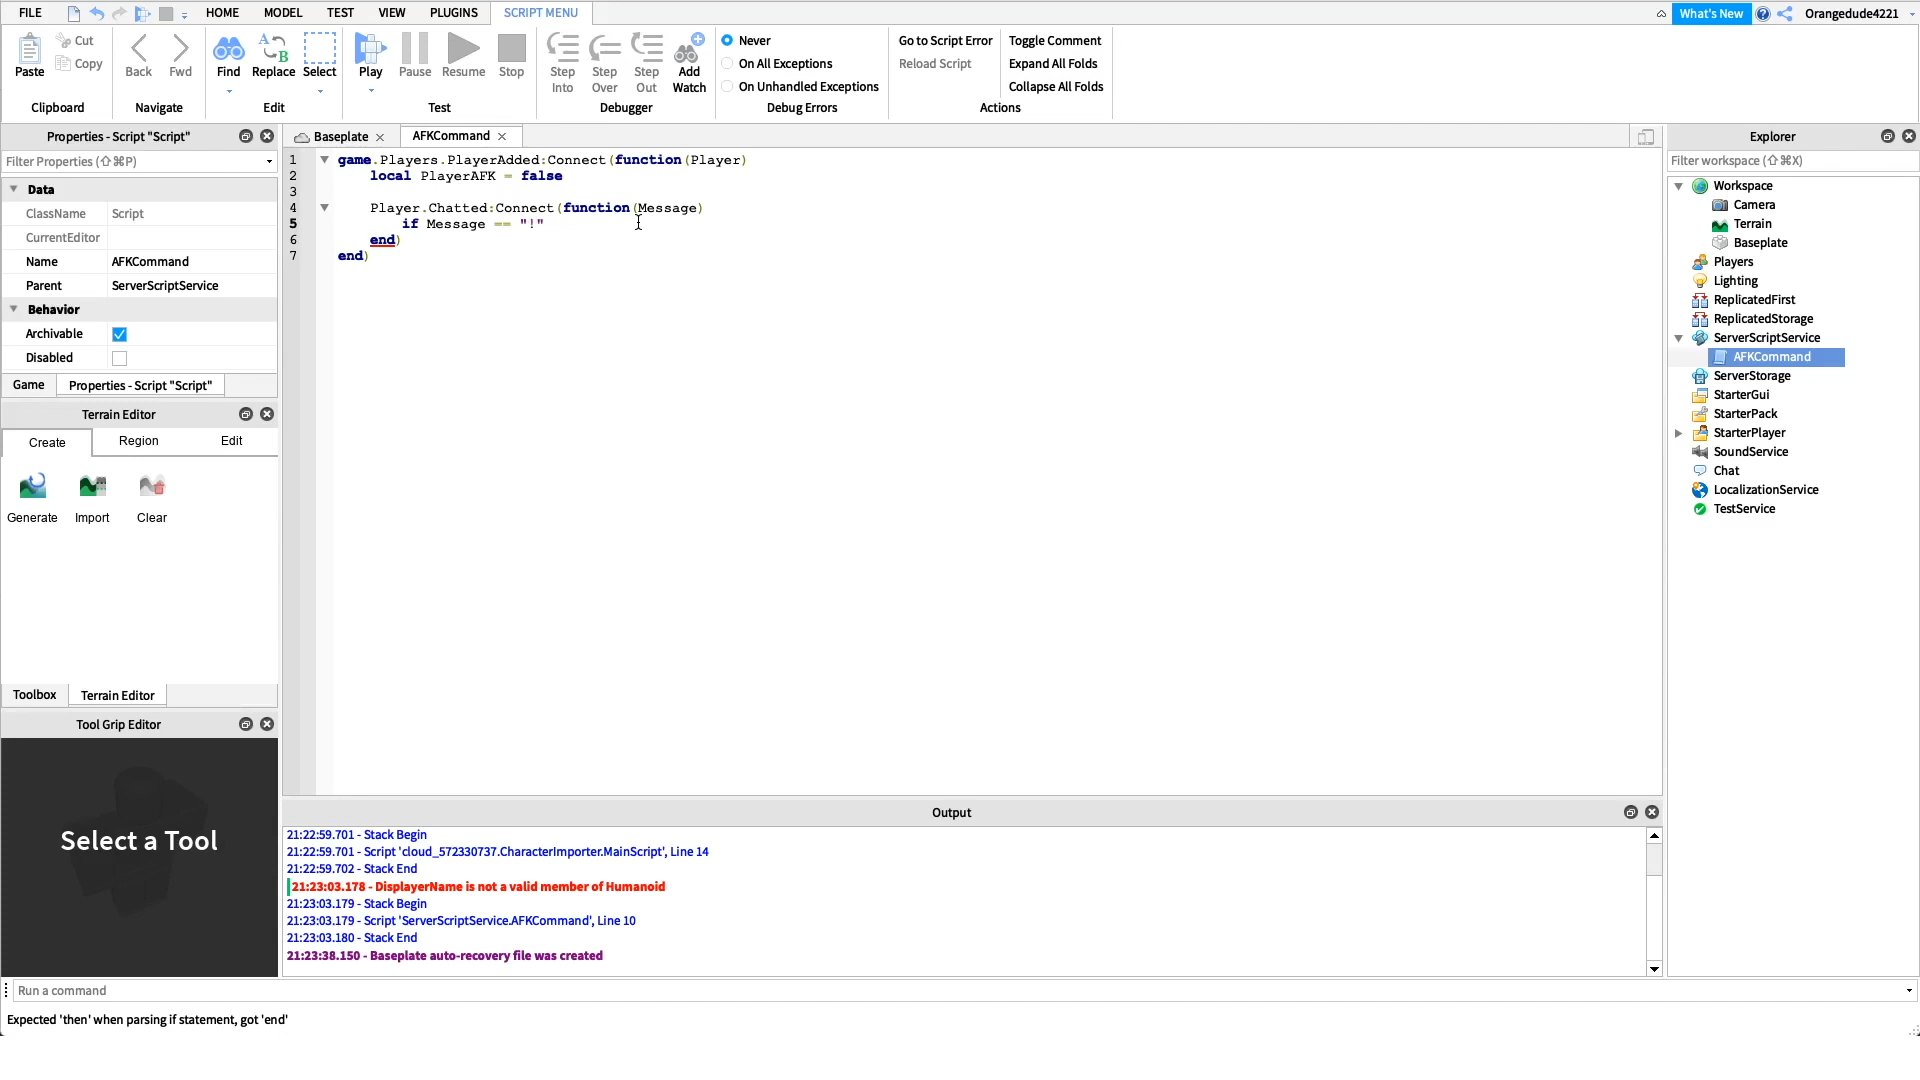 FILE HOME MODEL TEST VIEW PLUGINS SCRIPT MENU What's New Orangedude4221
Paste Cut Copy Back Fwd Find Replace Select Play Pause Resume Stop Step Into Step Over Step Out Add Watch
Never
On All Exceptions
On Unhandled Exceptions
Go to Script Error
Reload Script
Toggle Comment
Expand All Folds
Collapse All Folds
Clipboard Navigate Edit Test Debugger Debug Errors Actions
Properties - Script "Script"
Filter Properties (⇧⌘P)
Data
ClassName Script
CurrentEditor
Name AFKCommand
Parent ServerScriptService
Behavior
Archivable
Disabled
Game Properties - Script "Script"
Terrain Editor
Create Region Edit
Generate Import Clear
Toolbox Terrain Editor
Tool Grip Editor
Select a Tool
Baseplate AFKCommand
1 game.Players.PlayerAdded:Connect(function(Player)
2 local PlayerAFK = false
3
4 Player.Chatted:Connect(function(Message)
5 if Message == "!"
6 end)
7 end)
Output
21:22:59.701 - Stack Begin
21:22:59.701 - Script 'cloud_572330737.CharacterImporter.MainScript', Line 14
21:22:59.702 - Stack End
21:23:03.178 - DisplayerName is not a valid member of Humanoid
21:23:03.179 - Stack Begin
21:23:03.179 - Script 'ServerScriptService.AFKCommand', Line 10
21:23:03.180 - Stack End
21:23:38.150 - Baseplate auto-recovery file was created
Explorer
Filter workspace (⇧⌘X)
Workspace
Camera
Terrain
Baseplate
Players
Lighting
ReplicatedFirst
ReplicatedStorage
ServerScriptService
AFKCommand
ServerStorage
StarterGui
StarterPack
StarterPlayer
SoundService
Chat
LocalizationService
TestService
Run a command
Expected 'then' when parsing if statement, got 'end'